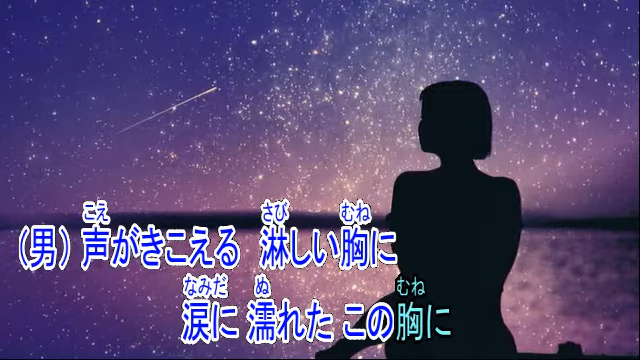 こえ さび むね
(男) 声がきこえる 淋しい胸に
なみだ ぬ むね
涙に 濡れた この胸に